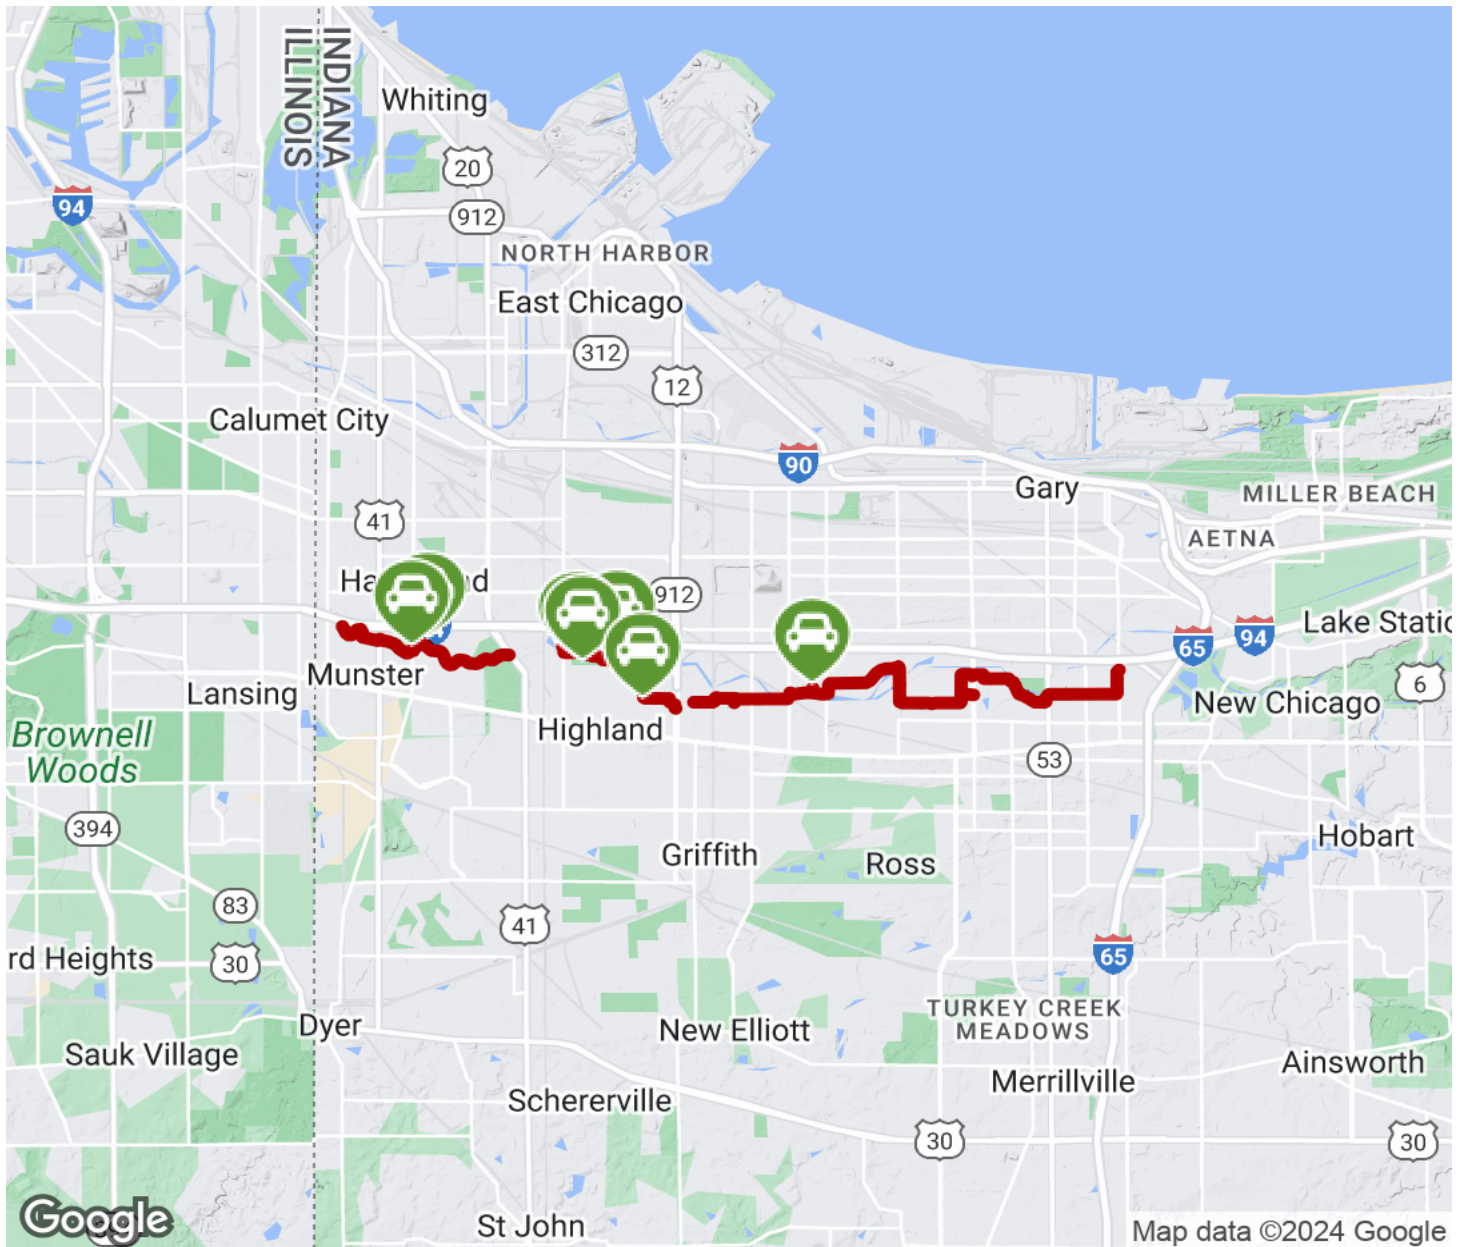 INDIANA
ILLINOIS
Whiting
20
94
912
NORTH HARBOR
East Chicago
312
12
Calumet City
90
Gary
MILLER BEACH
41
AETNA
912
Lake Static
65
94
Munster
6
Lansing
New Chicago
Highland
Brownell
Woods
53
394
Hobart
Griffith
Ross
83
41
rd Heights
30
65
TURKEY CREEK
MEADOWS
Dyer
New Elliott
Sauk Village
Ainsworth
Merrillville
Schererville
30
30
St John
Google
Map data ©2024 Google